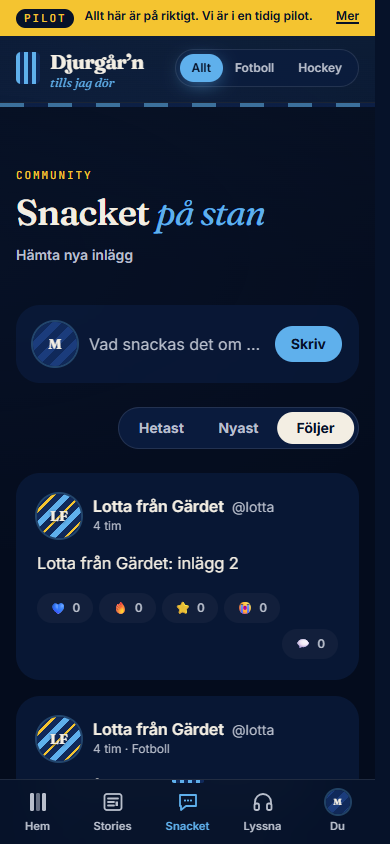 PILOT Allt här är på riktigt. Vi är i en tidig pilot. Mer
Djurgår'n
tills jag dör
Allt Fotboll Hockey
COMMUNITY
Snacket på stan
Hämta nya inlägg
M Vad snackas det om ... Skriv
Hetast Nyast Följer
LF Lotta från Gärdet @lotta
4 tim
Lotta från Gärdet: inlägg 2
0 0 0 0
0
LF Lotta från Gärdet @lotta
4 tim · Fotboll
M
Hem Stories Snacket Lyssna Du